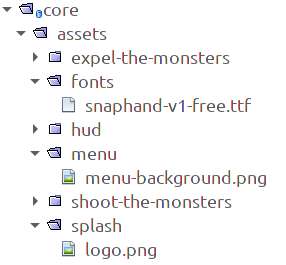 core
assets
expel-the-monsters
fonts
snaphand-v1-free.ttf
hud
menu
menu-background.png
shoot-the-monsters
splash
logo.png